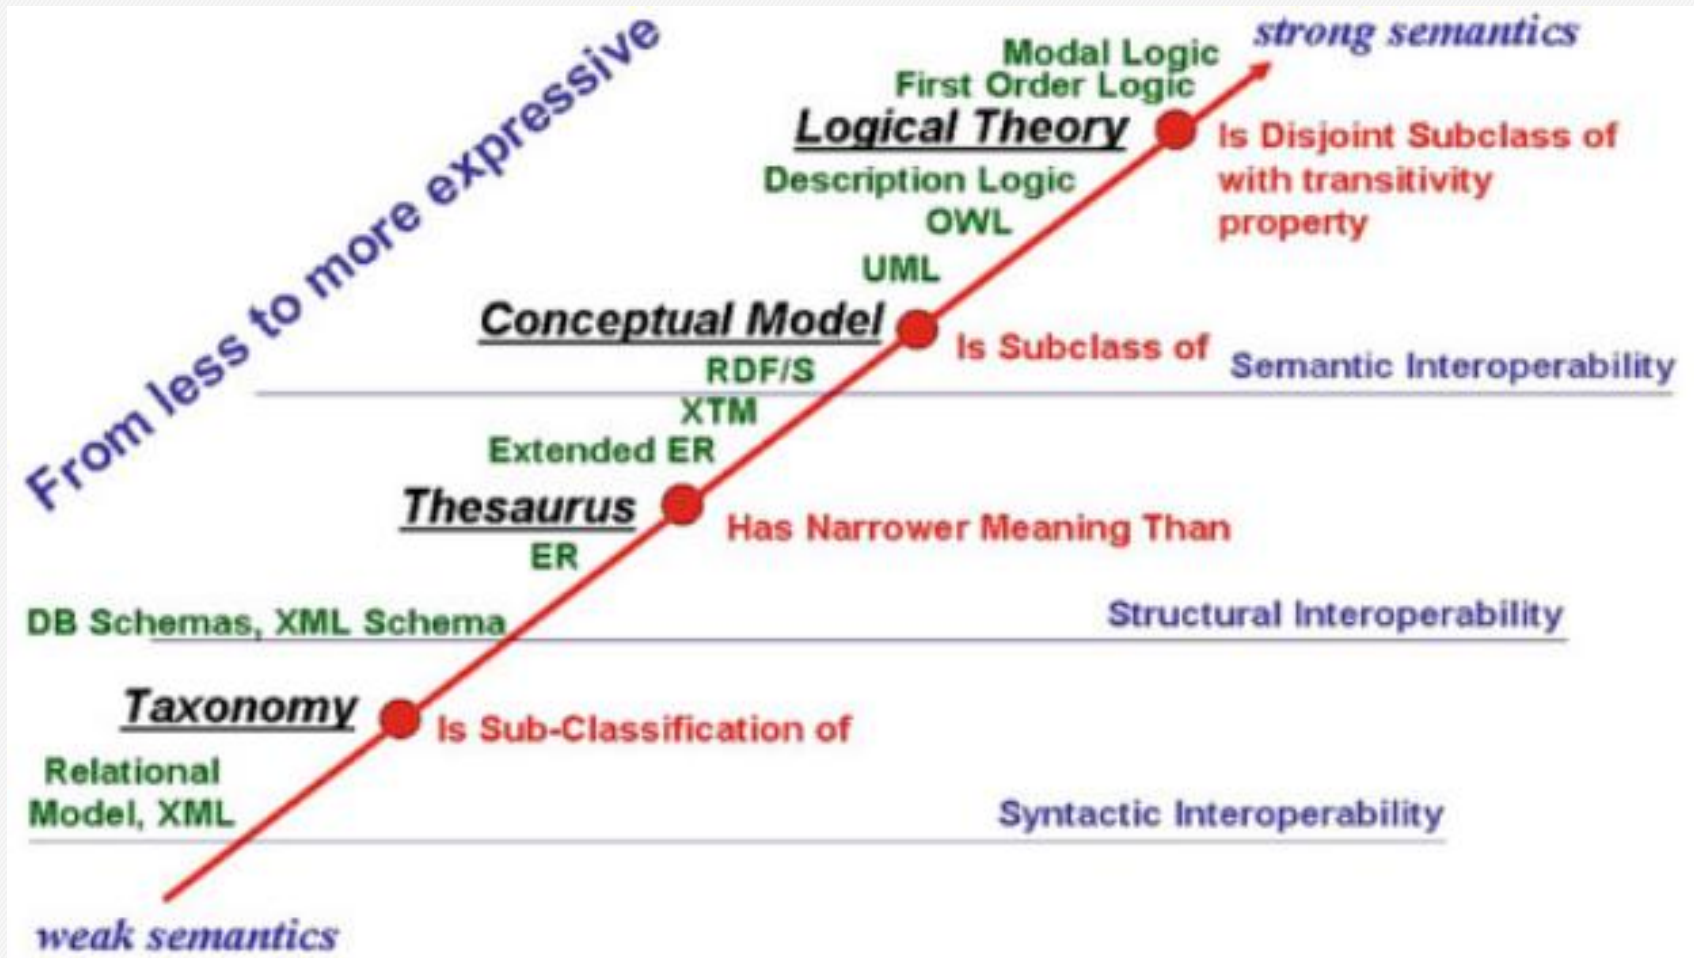 strong semantics
Modal Logic
First Order Logic
From less to more expressive
Logical Theory
Is Disjoint Subclass of
with transitivity
property
Description Logic
OWL
UML
Conceptual Model
Is Subclass of
Semantic Interoperability
RDF/S
XTM
Extended ER
Thesaurus
Has Narrower Meaning Than
ER
DB Schemas, XML Schema
Structural Interoperability
Taxonomy
Is Sub-Classification of
Relational
Model, XML
Syntactic Interoperability
weak semantics